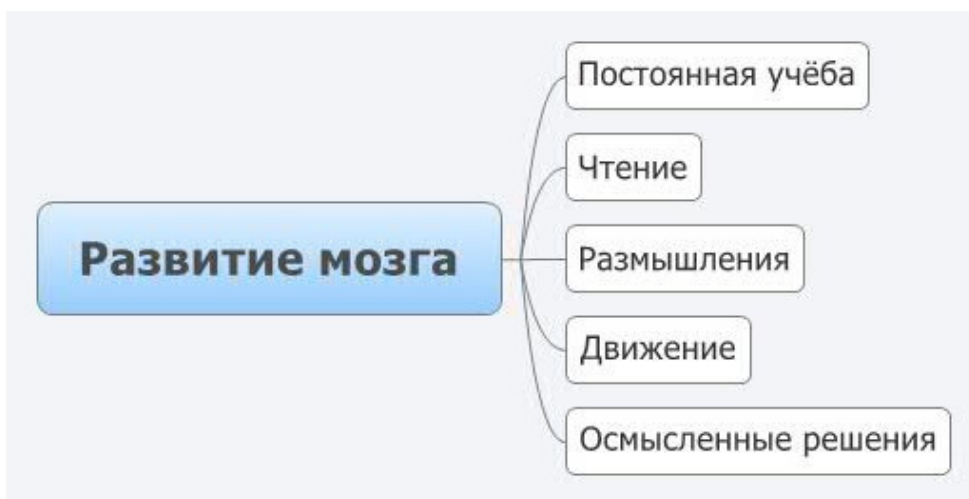 Развитие мозга
Постоянная учёба
Чтение
Размышления
Движение
Осмысленные решения